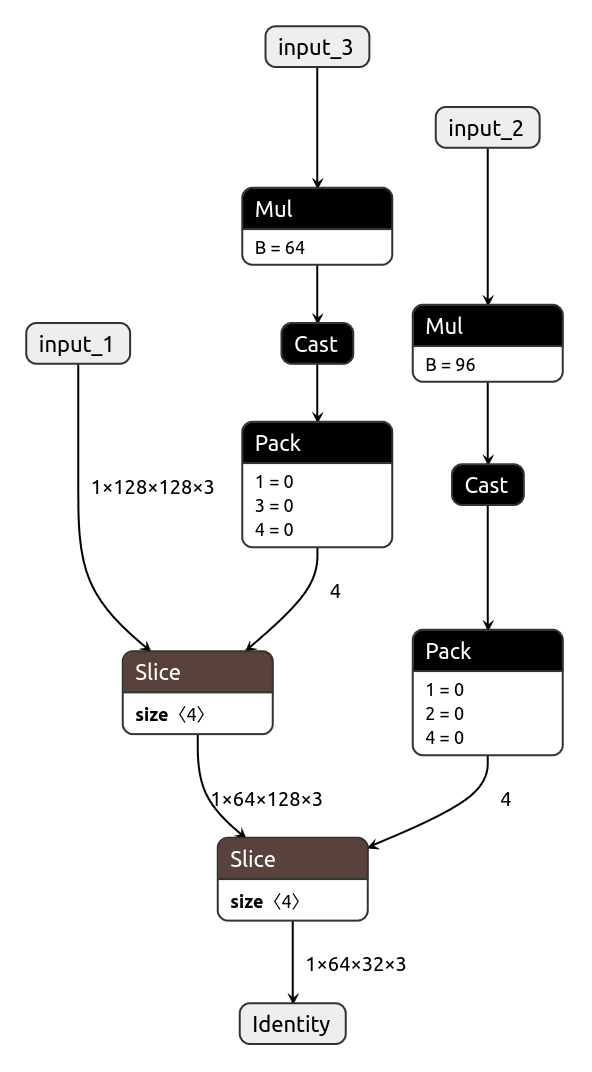 input_3
input_2
Mul
B = 64
Mul
B = 96
input_1
Cast
Pack
1 = 0
3 = 0
4 = 0
Cast
1×128×128×3
4
Slice
size 〈4〉
Pack
1 = 0
2 = 0
4 = 0
1×64×128×3
4
Slice
size 〈4〉
1×64×32×3
Identity